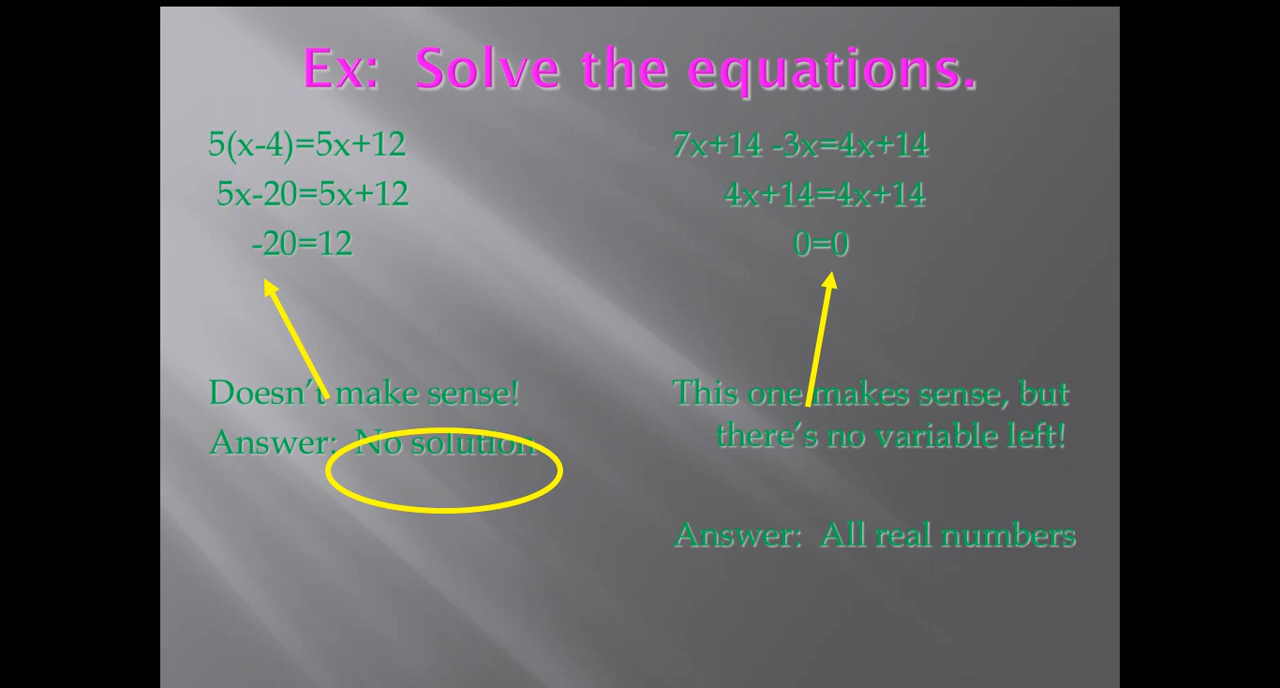 Ex: Solve the equations.
5(x-4)=5x+12
5x-20=5x+12
-20=12
Doesn't make sense!
Answer: No solution
7x+14 -3x=4x+14
4x+14=4x+14
0=0
This one makes sense, but
there's no variable left!
Answer: All real numbers